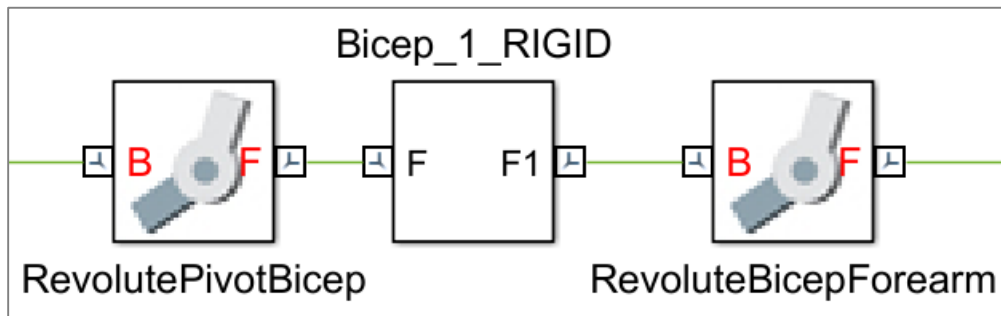 Bicep_1_RIGID
B F F F1 B F
RevolutePivotBicep RevoluteBicepForearm